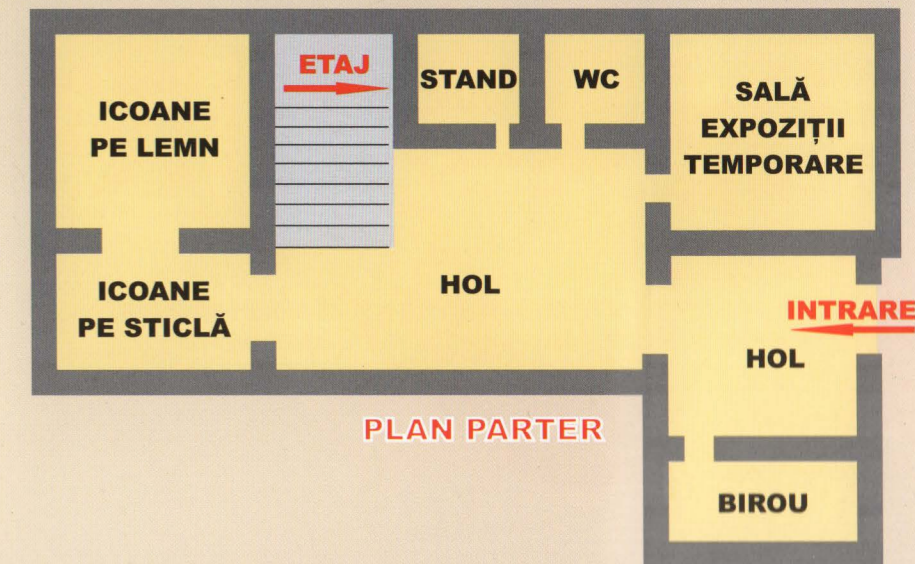 ETAJ
STAND
WC
ICOANE
PE LEMN
SALĂ
EXPOZIȚII
TEMPORARE
ICOANE
PE STICLĂ
HOL
INTRARE
HOL
PLAN PARTER
BIROU